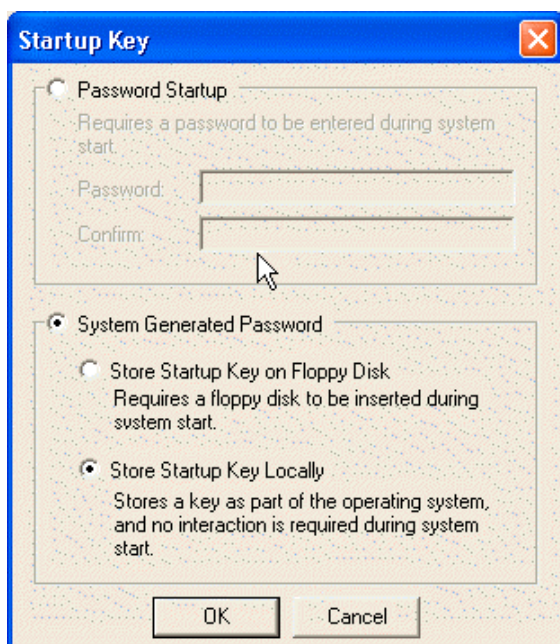 Startup Key
Password Startup
Requires a password to be entered during system
start.
Password:
Confirm:
System Generated Password
Store Startup Key on Floppy Disk
Requires a floppy disk to be inserted during
system start.
Store Startup Key Locally
Stores a key as part of the operating system,
and no interaction is required during system
start.
OK Cancel